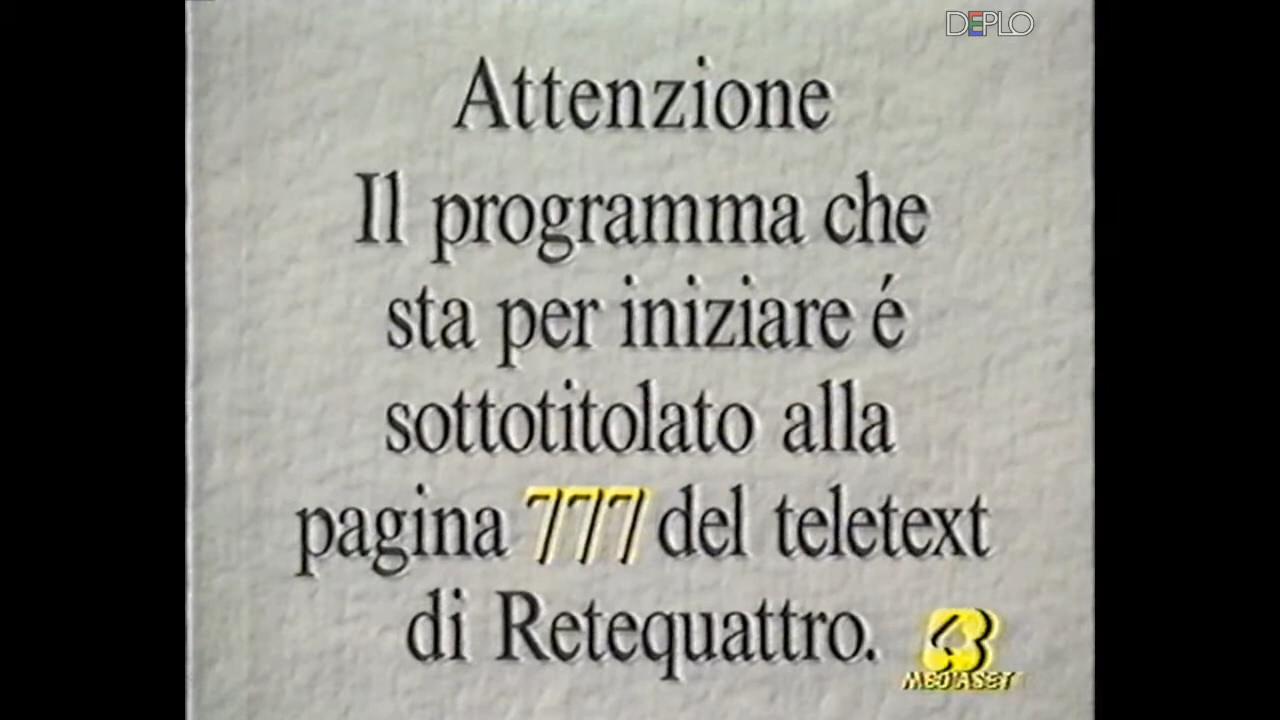 DEPLO
Attenzione
Il programma che
sta per iniziare é
sottotitolato alla
pagina 777 del teletext
di Retequattro.
MEDIASET